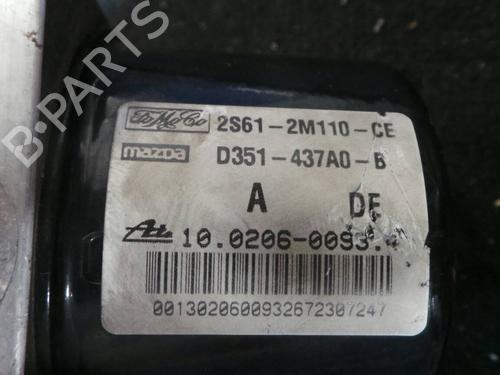 B-PARTS
FoMoCo 2S61-2M110-CE
mazda D351-437A0-B
A DE
Ate 10.0206-0093.4
0013020600932672307247